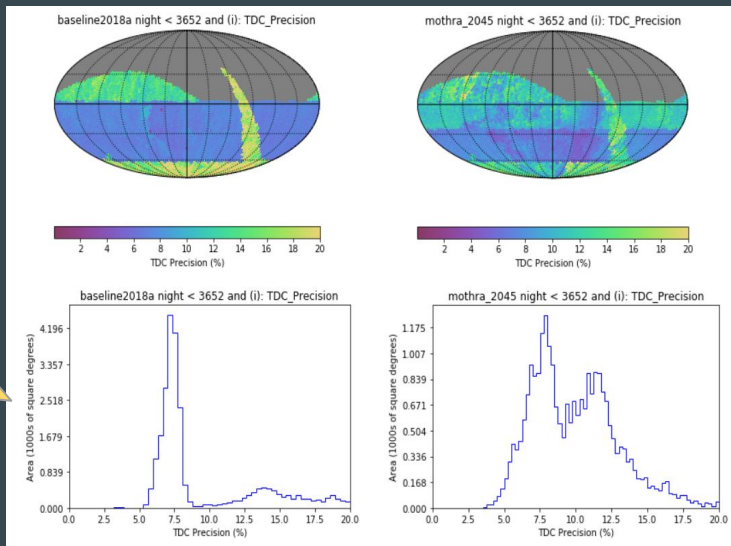 baseline2018a night < 3652 and (i): TDC_Precision
mothra_2045 night < 3652 and (i): TDC_Precision
2 4 6 8 10 12 14 16 18 20
TDC Precision (%)
2 4 6 8 10 12 14 16 18 20
TDC Precision (%)
baseline2018a night < 3652 and (i): TDC_Precision
mothra_2045 night < 3652 and (i): TDC_Precision
Area (1000s of square degrees)
4.196
3.357
2.518
1.679
0.839
0.000
0.0 2.5 5.0 7.5 10.0 12.5 15.0 17.5 20.0
TDC Precision (%)
Area (1000s of square degrees)
1.175
1.007
0.839
0.671
0.504
0.336
0.168
0.000
0.0 2.5 5.0 7.5 10.0 12.5 15.0 17.5 20.0
TDC Precision (%)